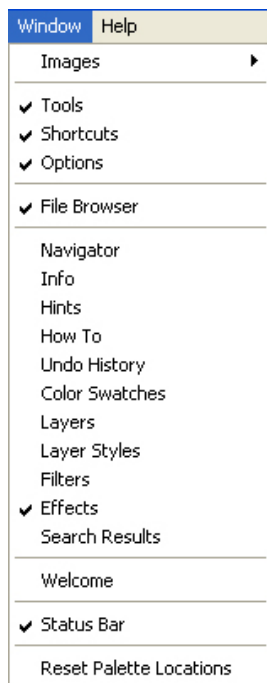 Window Help
Images
Tools
Shortcuts
Options
File Browser
Navigator
Info
Hints
How To
Undo History
Color Swatches
Layers
Layer Styles
Filters
Effects
Search Results
Welcome
Status Bar
Reset Palette Locations